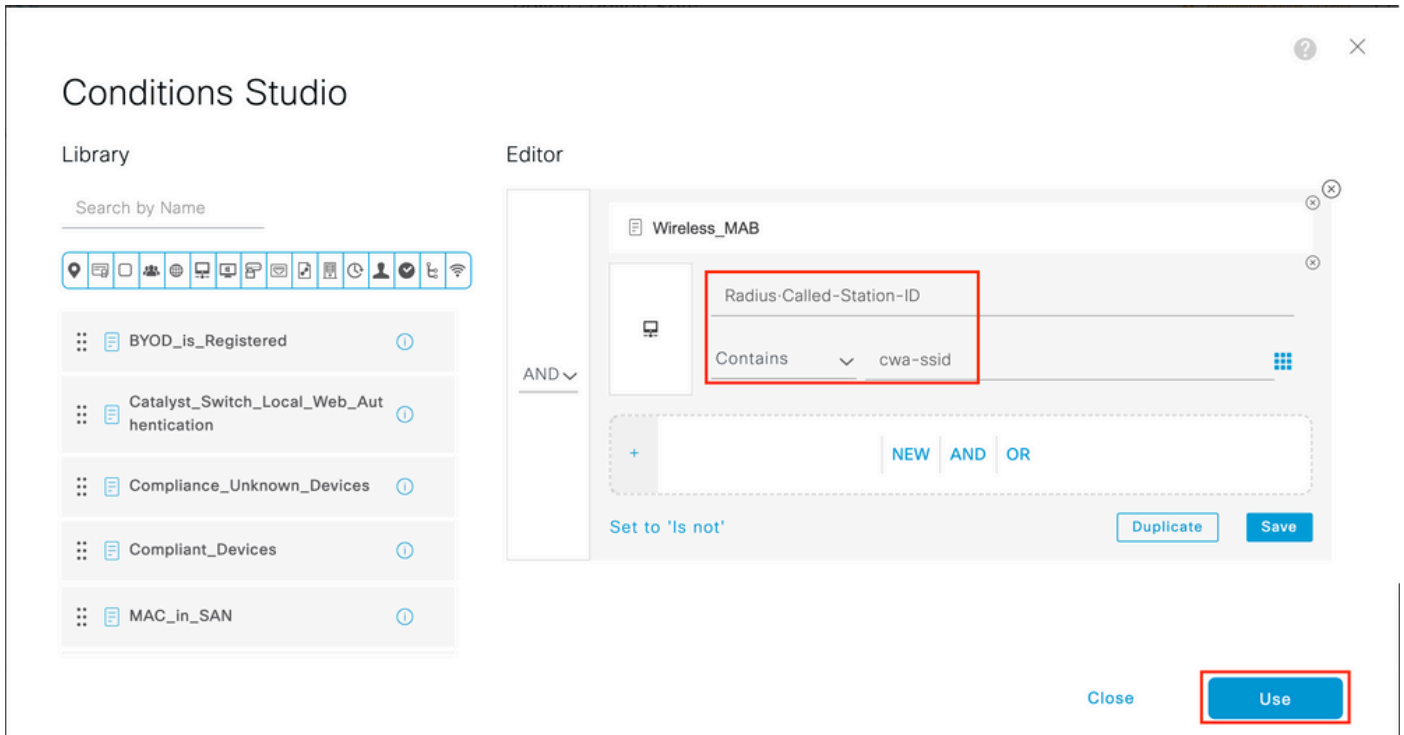 Conditions Studio
Library
Search by Name
BYOD_is_Registered
Catalyst_Switch_Local_Web_Aut
hentication
Compliance_Unknown_Devices
Compliant_Devices
MAC_in_SAN
Editor
AND
Wireless_MAB
Radius·Called-Station-ID
Contains cwa-ssid
+ NEW AND OR
Set to 'Is not' Duplicate Save
Close Use